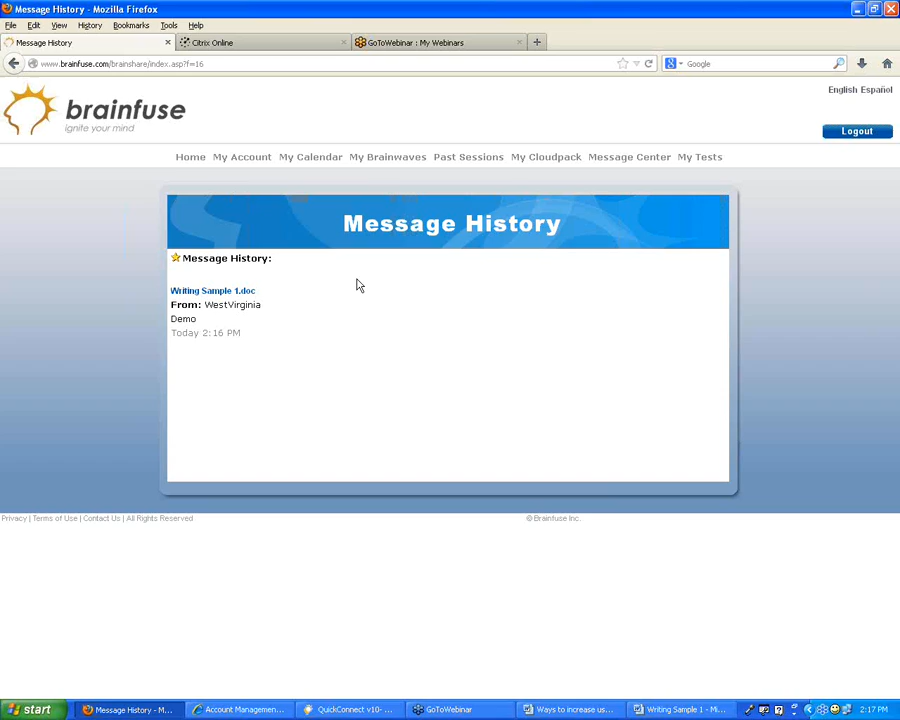 Message History - Mozilla Firefox
File Edit View History Bookmarks Tools Help
Message History
Citrix Online
GoToWebinar : My Webinars
www.brainfuse.com/brainshare/index.asp?f=16
Google
English Español
brainfuse
ignite your mind
Logout
Home My Account My Calendar My Brainwaves Past Sessions My Cloudpack Message Center My Tests
Message History
Message History:
Writing Sample 1.doc
From: WestVirginia
Demo
Today 2:16 PM
Privacy | Terms of Use | Contact Us | All Rights Reserved
© Brainfuse Inc.
start
Message History - M...
Account Managemen...
QuickConnect v10- ...
GoToWebinar
Ways to increase us...
Writing Sample 1 - Mi...
2:17 PM